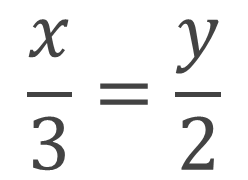 x/3 = y/2